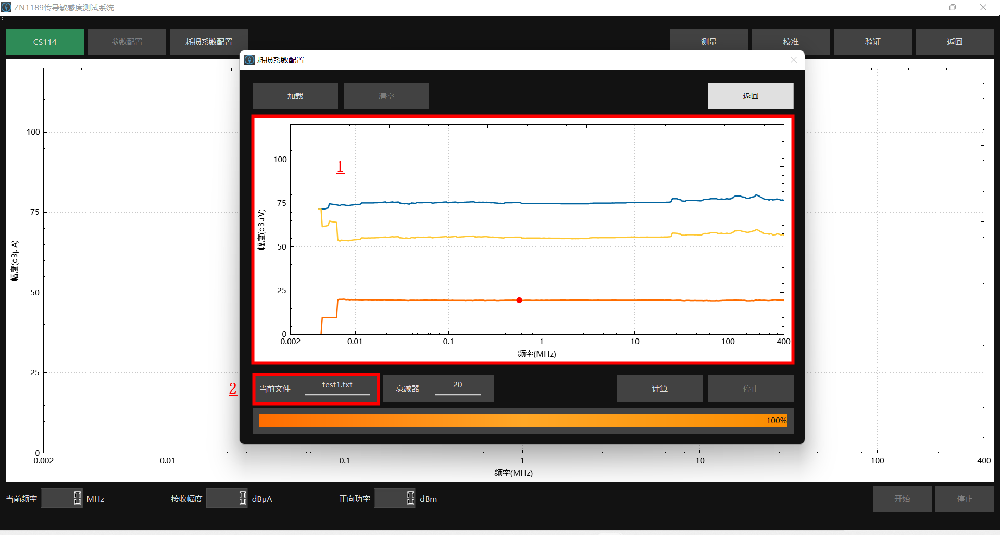 ZN1189传导敏感度测试系统
:
CS114
参数配置
耗损系数配置
测量
校准
验证
返回
耗损系数配置
加载
清空
返回
100
75
50
25
0
幅度(dBμA)
0.002
0.01
0.1
1
10
100
400
频率(MHz)
1
100
75
50
25
0
幅度(dBμV)
0.002
0.01
0.1
1
10
100
400
频率(MHz)
2
当前文件
test1.txt
衰减器
20
计算
停止
100%
当前频率
0
MHz
接收幅度
0
dBμA
正向功率
0
dBm
开始
停止